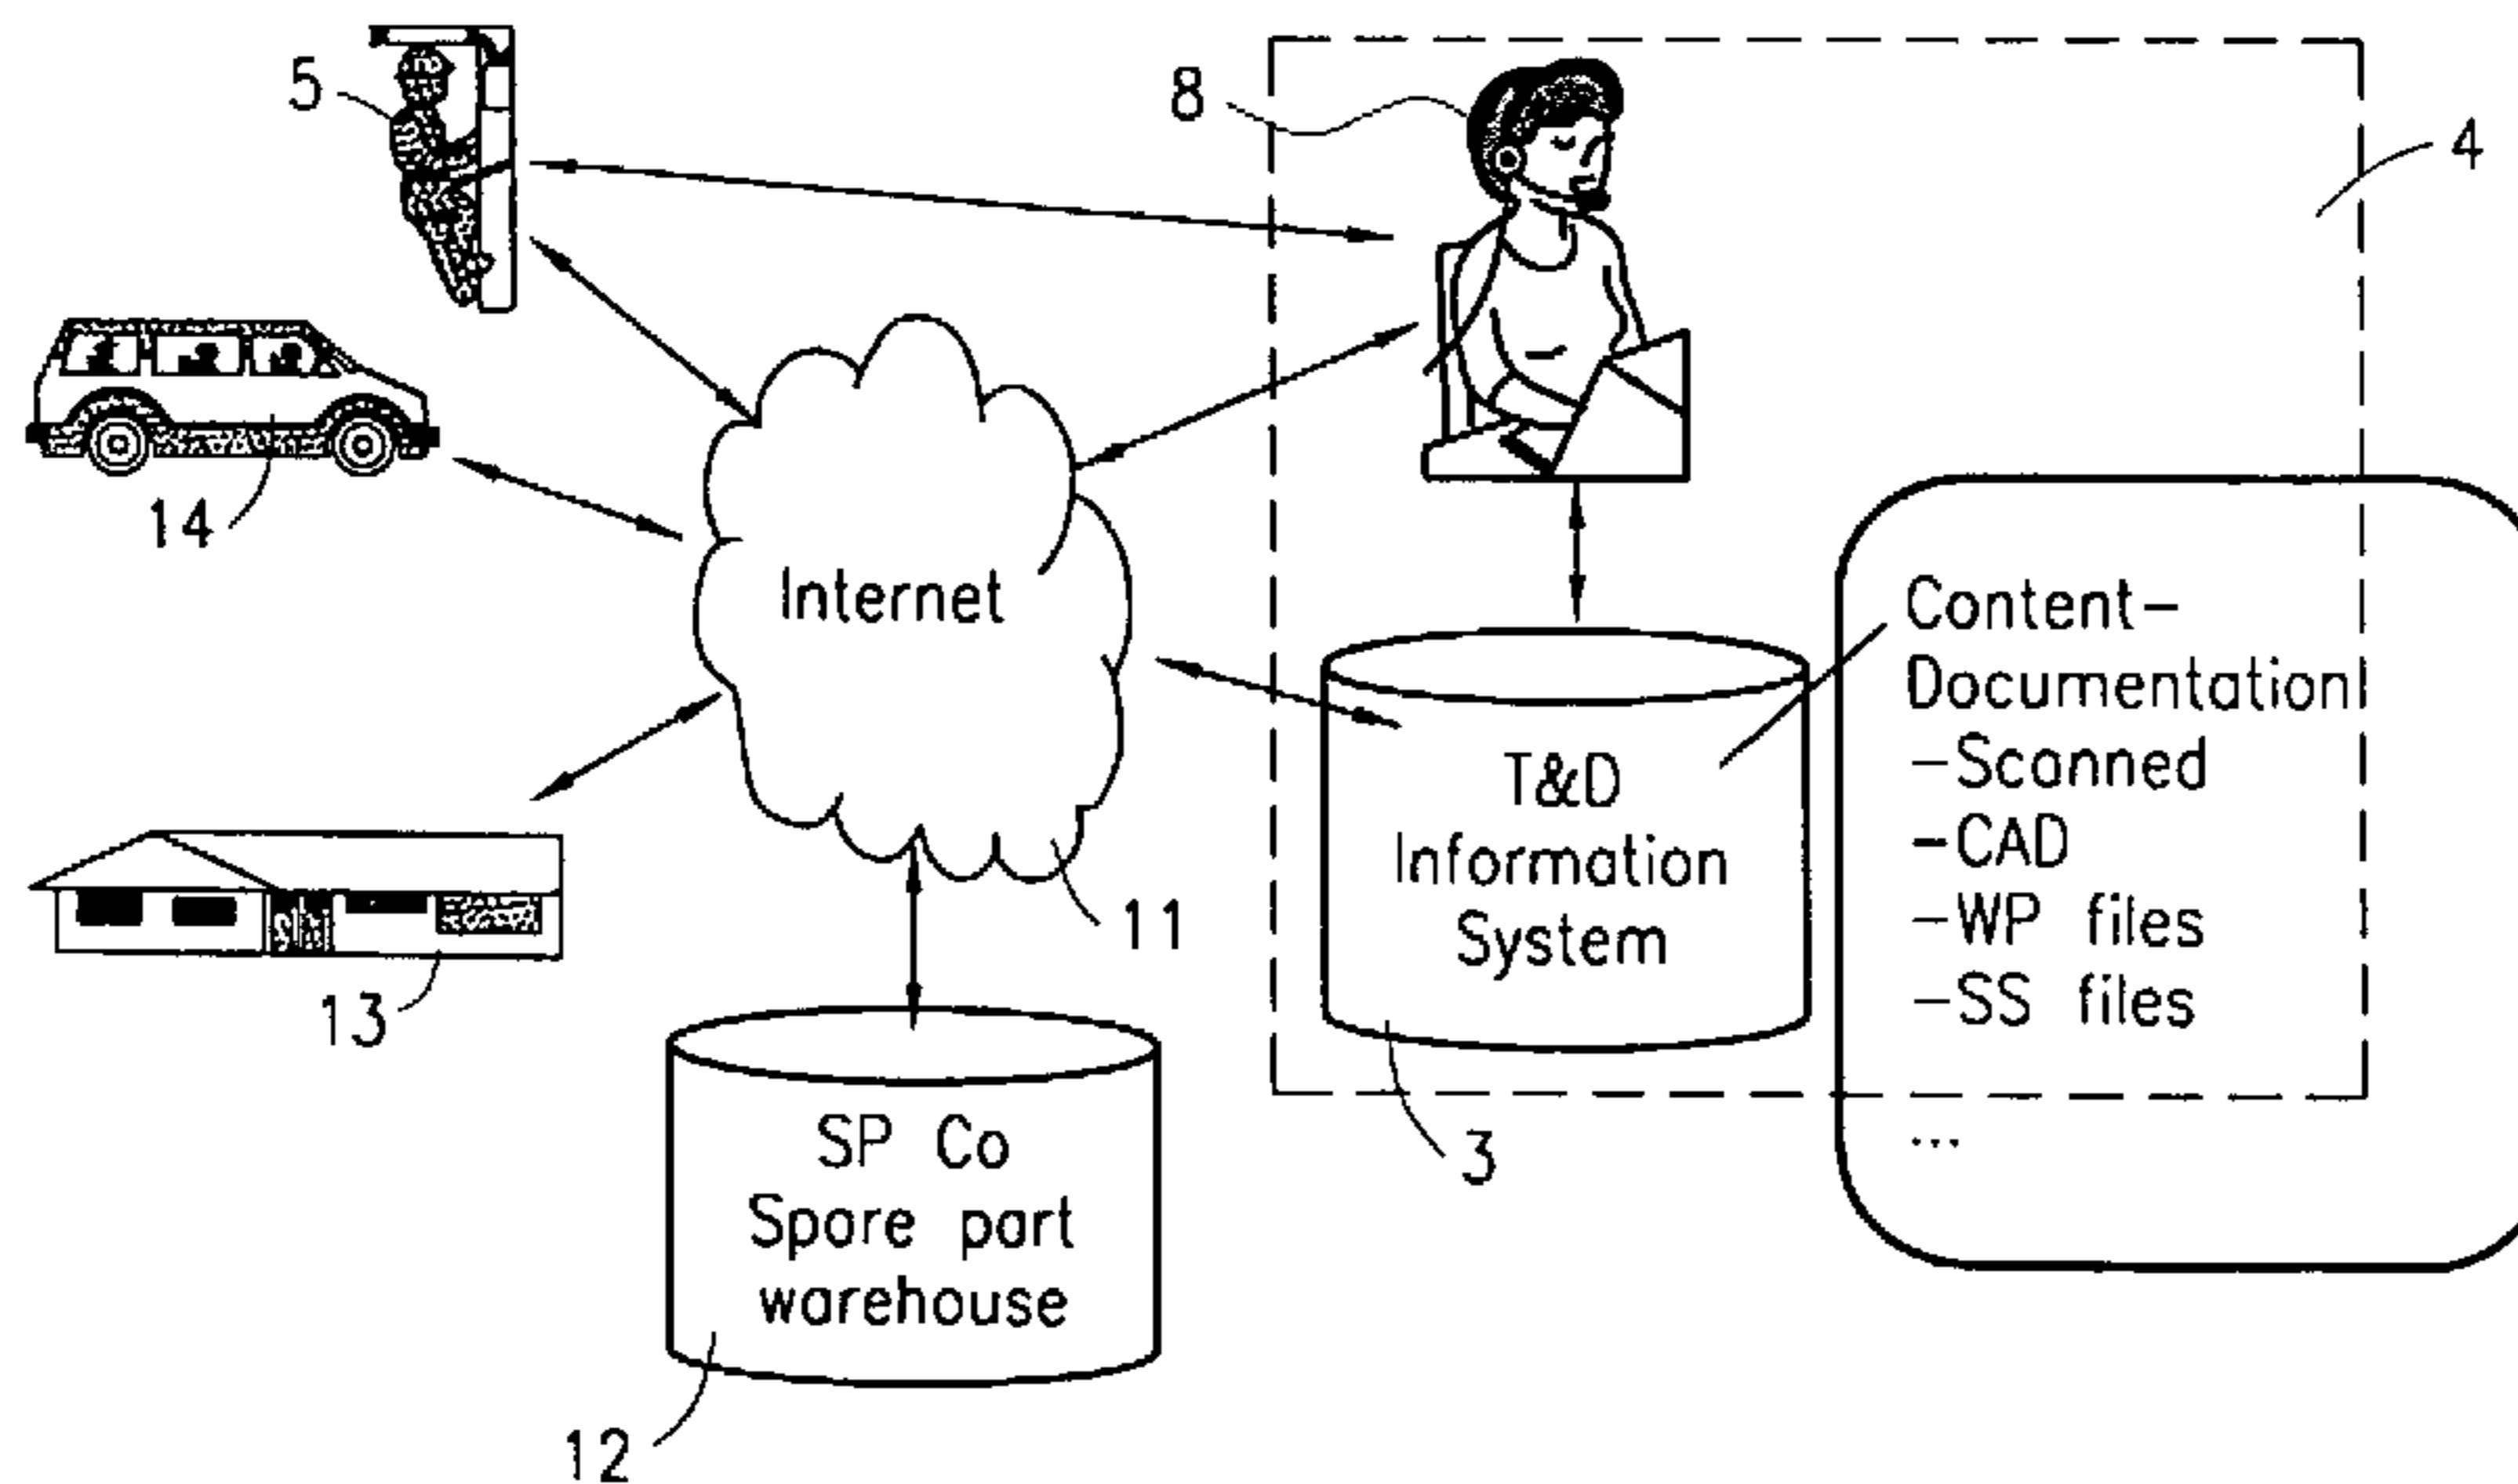 5
8
4
14
Internet
Content-
Documentation
-Scanned
-CAD
-WP files
-SS files
...
T&D
Information
System
11
13
3
SP Co
Spare part
warehouse
12